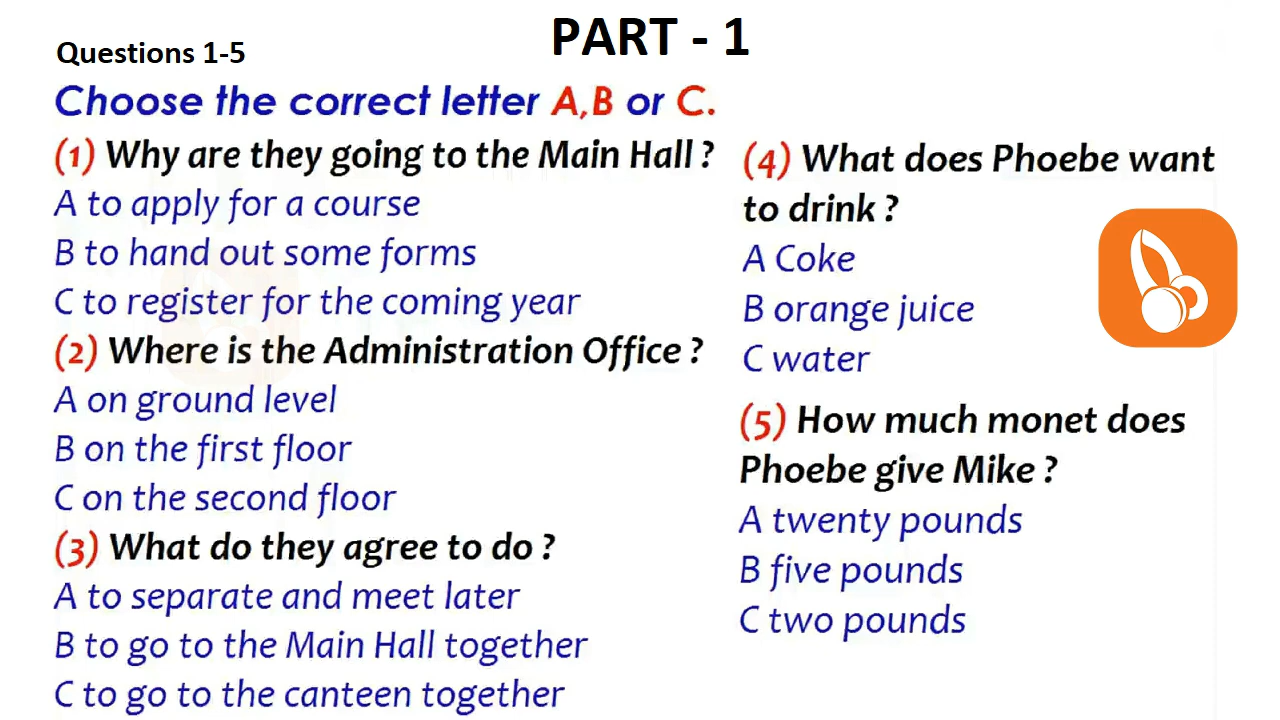 PART - 1
Questions 1-5
Choose the correct letter A,B or C.
(1) Why are they going to the Main Hall ?
A to apply for a course
B to hand out some forms
C to register for the coming year
(2) Where is the Administration Office ?
A on ground level
B on the first floor
C on the second floor
(3) What do they agree to do ?
A to separate and meet later
B to go to the Main Hall together
C to go to the canteen together
(4) What does Phoebe want
to drink ?
A Coke
B orange juice
C water
(5) How much monet does
Phoebe give Mike ?
A twenty pounds
B five pounds
C two pounds